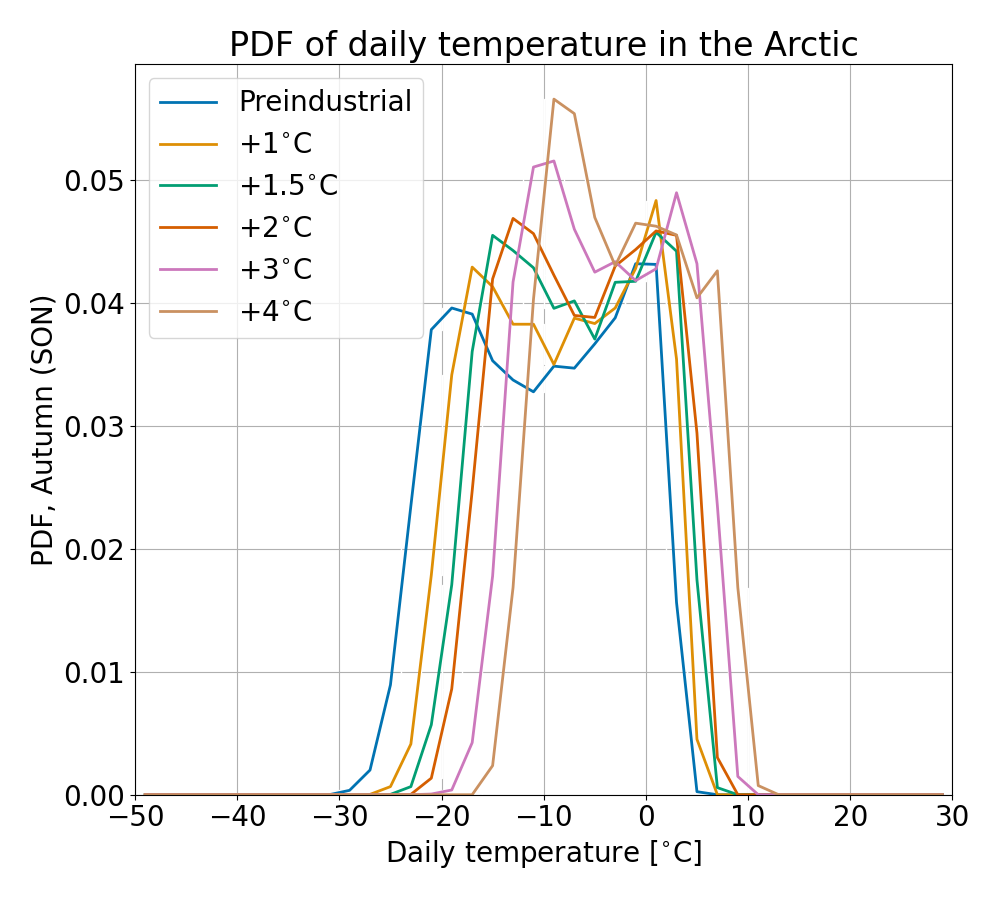 PDF of daily temperature in the Arctic
Preindustrial
+1°C
+1.5°C
+2°C
+3°C
+4°C
PDF, Autumn (SON)
0.05
0.04
0.03
0.02
0.01
0.00
−50 −40 −30 −20 −10 0 10 20 30
Daily temperature [°C]